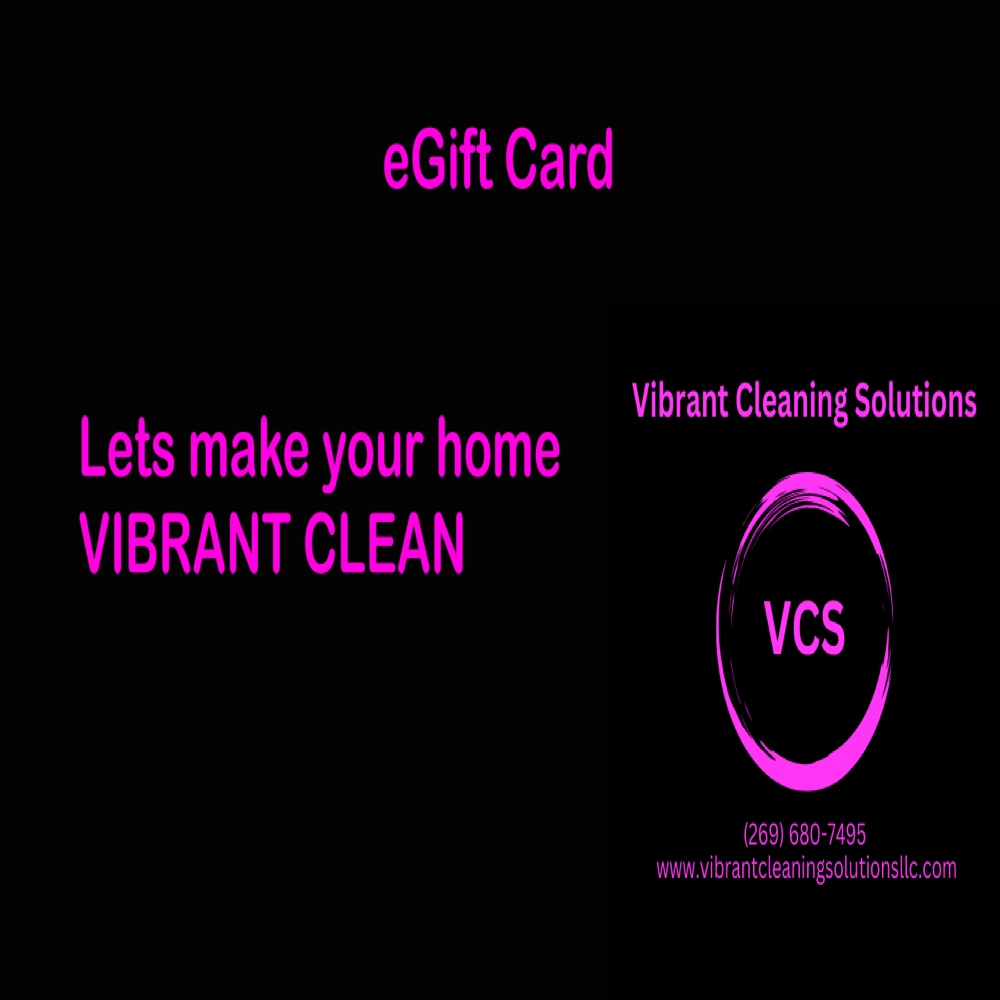 eGift Card
Lets make your home
VIBRANT CLEAN
Vibrant Cleaning Solutions
VCS
(269) 680-7495
www.vibrantcleaningsolutionsllc.com